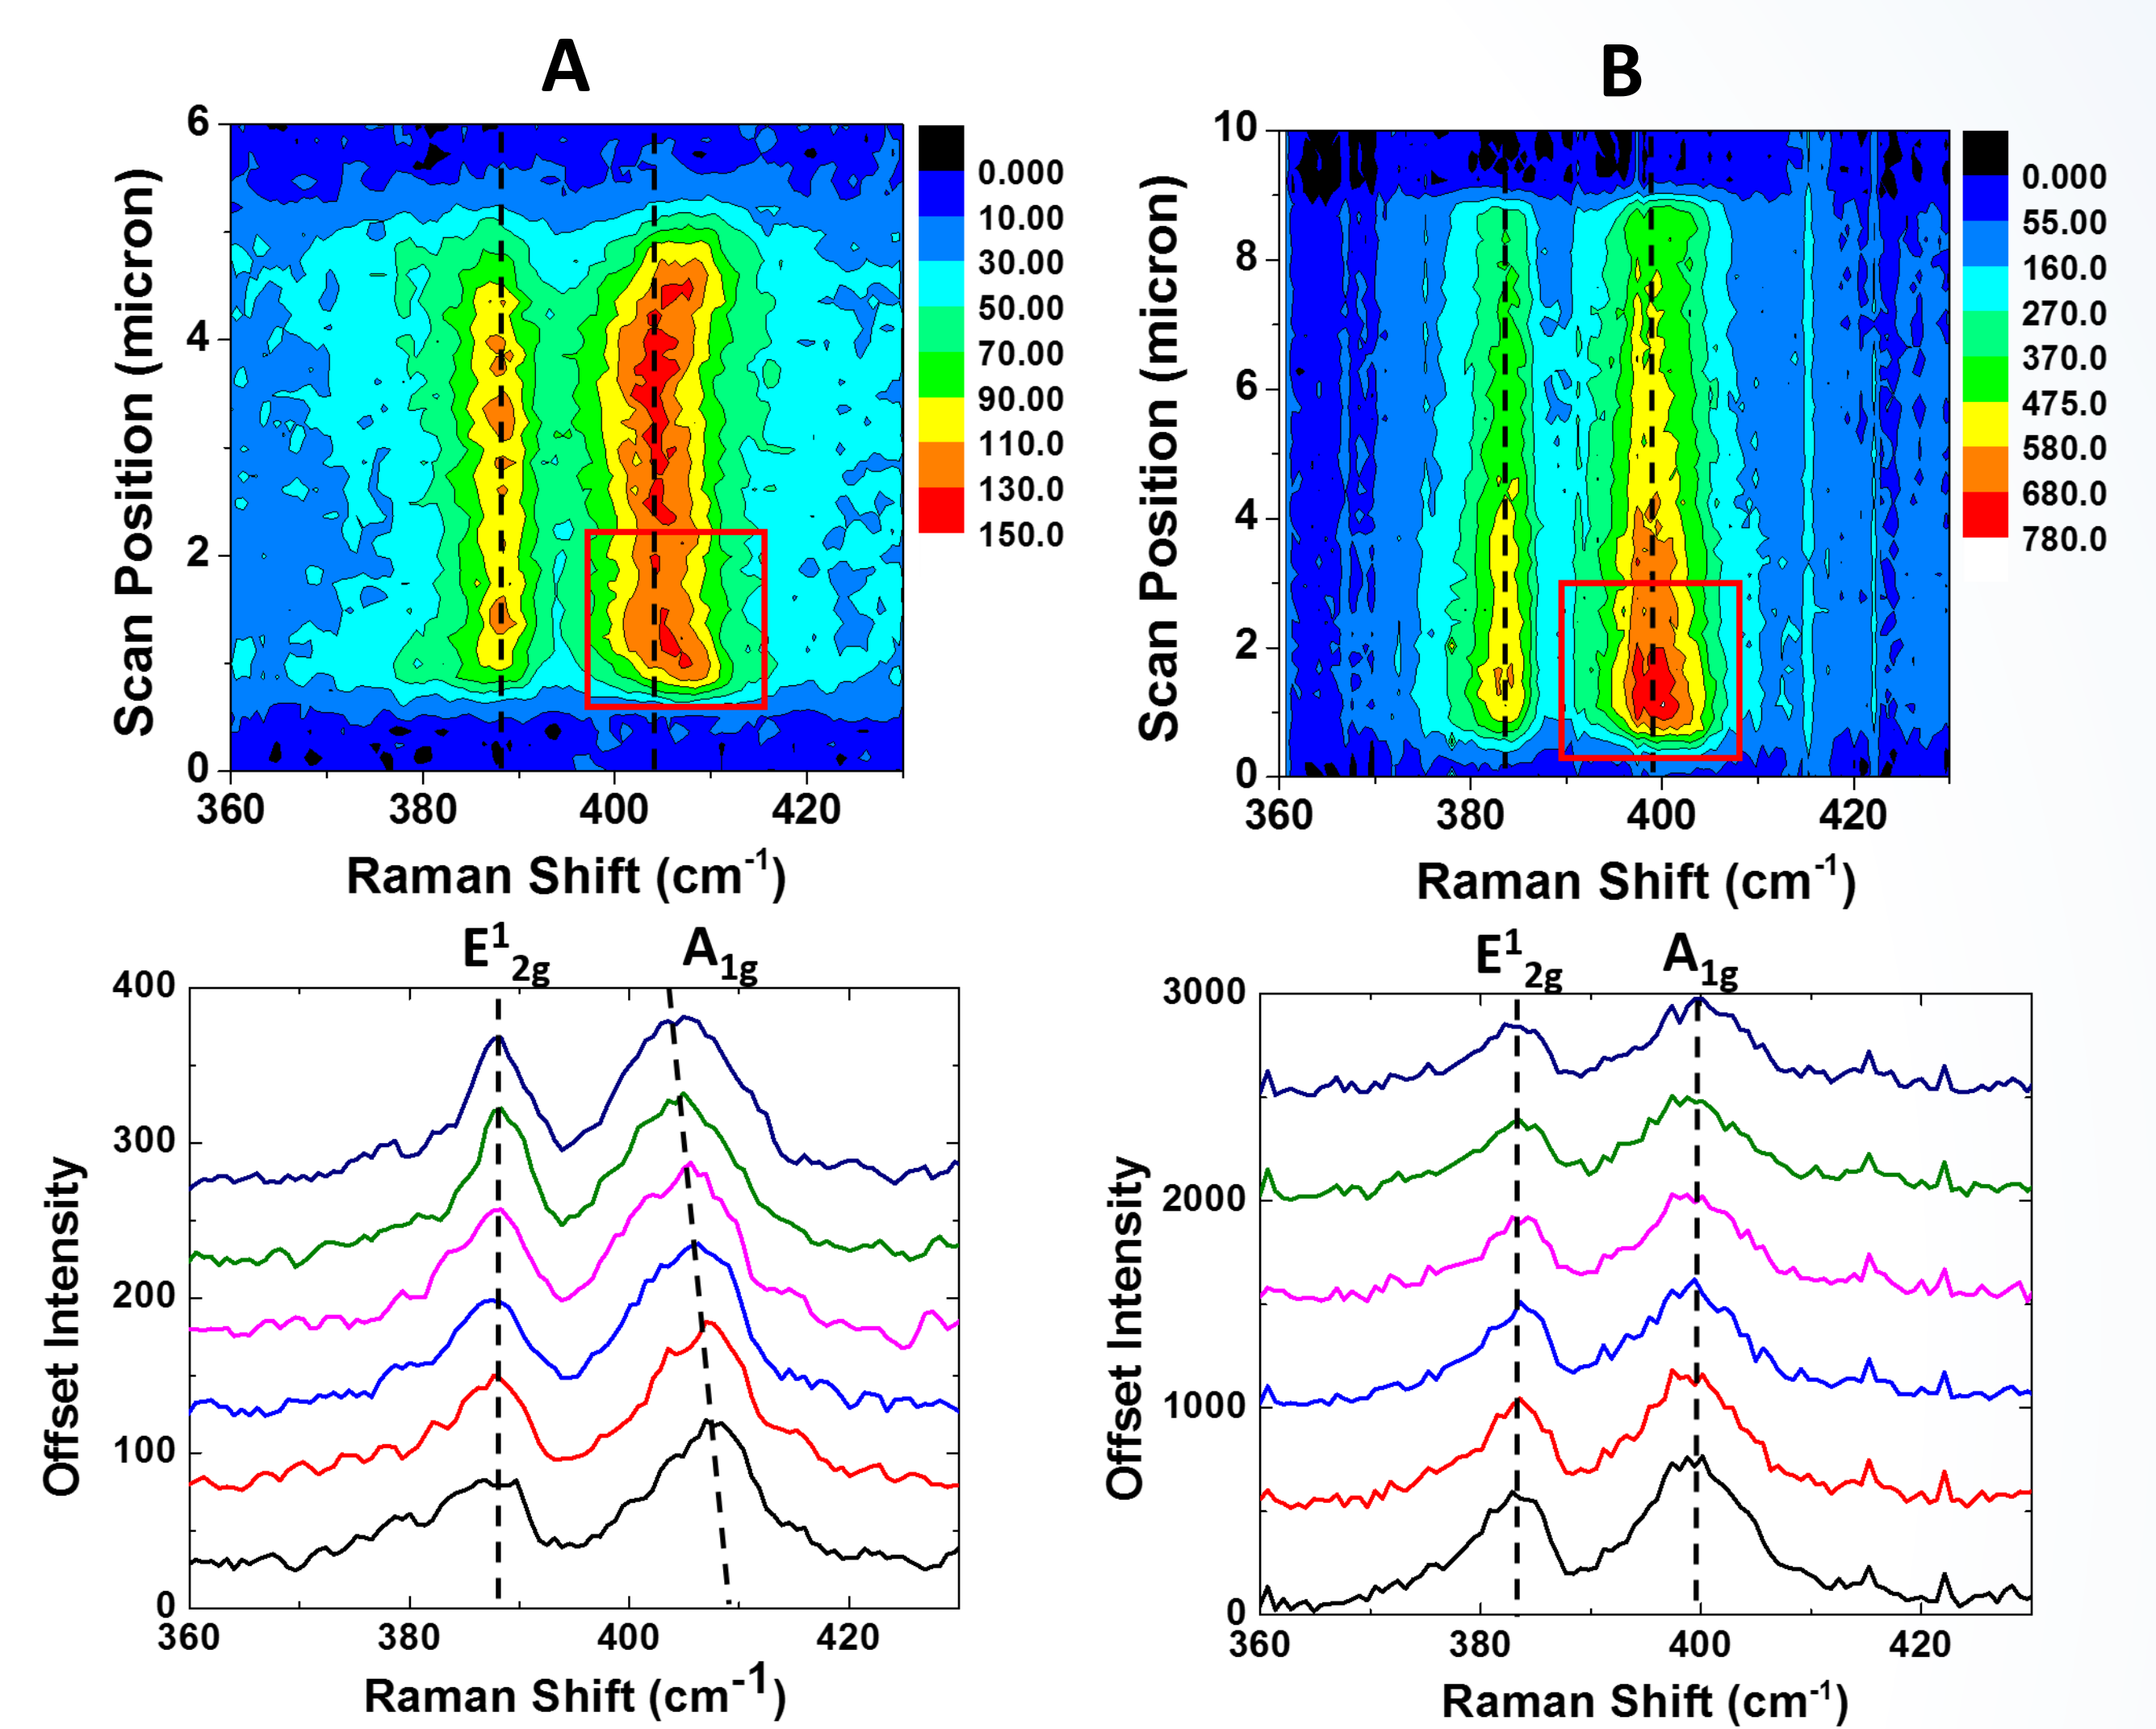 A
6
4
2
0
Scan Position (micron)
360 380 400 420
Raman Shift (cm⁻¹)
0.000
10.00
30.00
50.00
70.00
90.00
110.0
130.0
150.0
B
10
8
6
4
2
0
Scan Position (micron)
360 380 400 420
Raman Shift (cm⁻¹)
0.000
55.00
160.0
270.0
370.0
475.0
580.0
680.0
780.0
E¹₂g A₁g
400
300
200
100
0
Offset Intensity
360 380 400 420
Raman Shift (cm⁻¹)
E¹₂g A₁g
3000
2000
1000
0
Offset Intensity
360 380 400 420
Raman Shift (cm⁻¹)